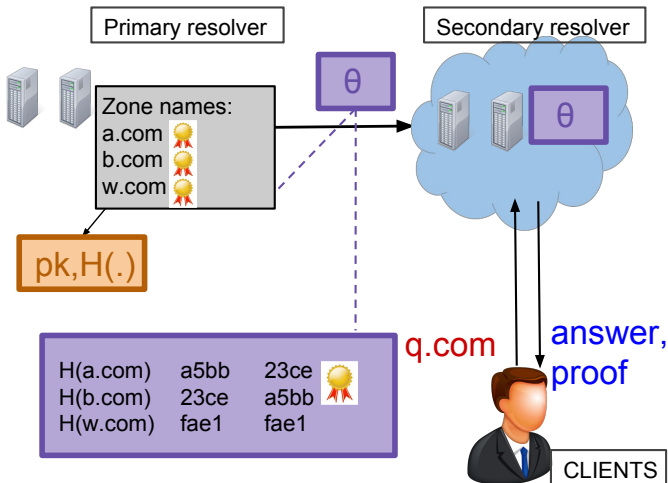 Primary resolver
Secondary resolver
θ
θ
Zone names:
a.com
b.com
w.com
pk,H(.)
H(a.com) a5bb 23ce
H(b.com) 23ce a5bb
H(w.com) fae1 fae1
q.com
answer,
proof
CLIENTS